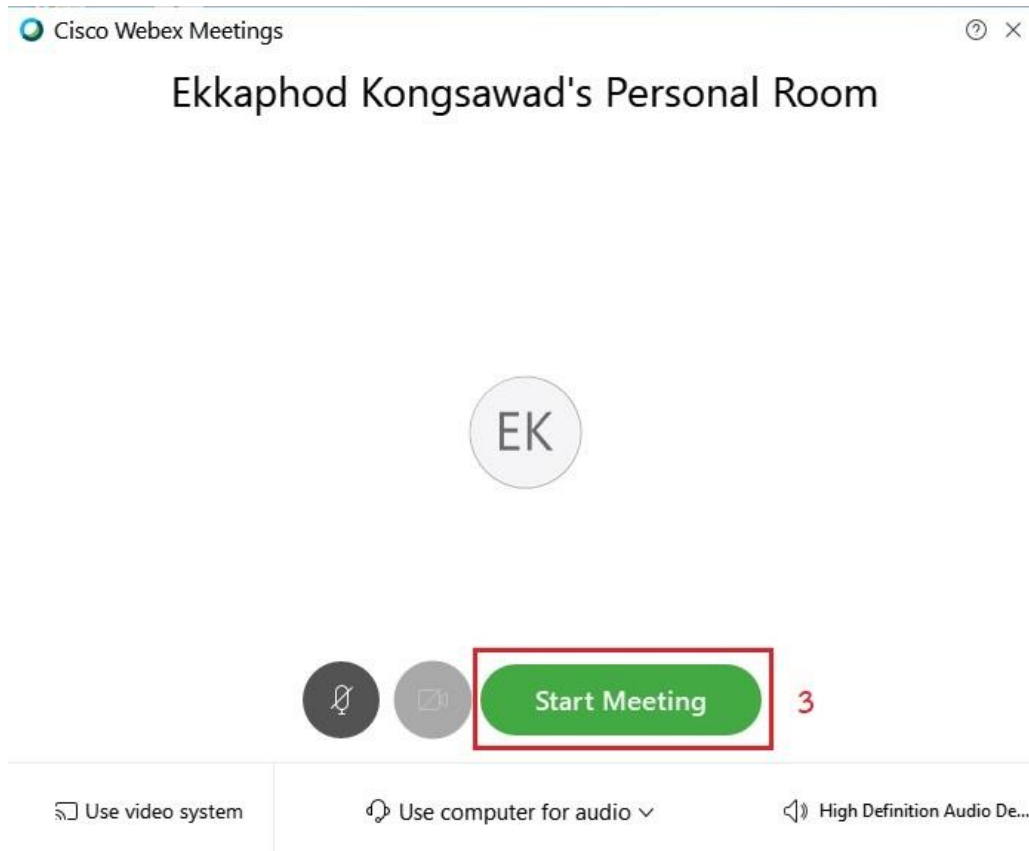 Cisco Webex Meetings
Ekkaphod Kongsawad's Personal Room
EK
Start Meeting 3
Use video system Use computer for audio High Definition Audio De...